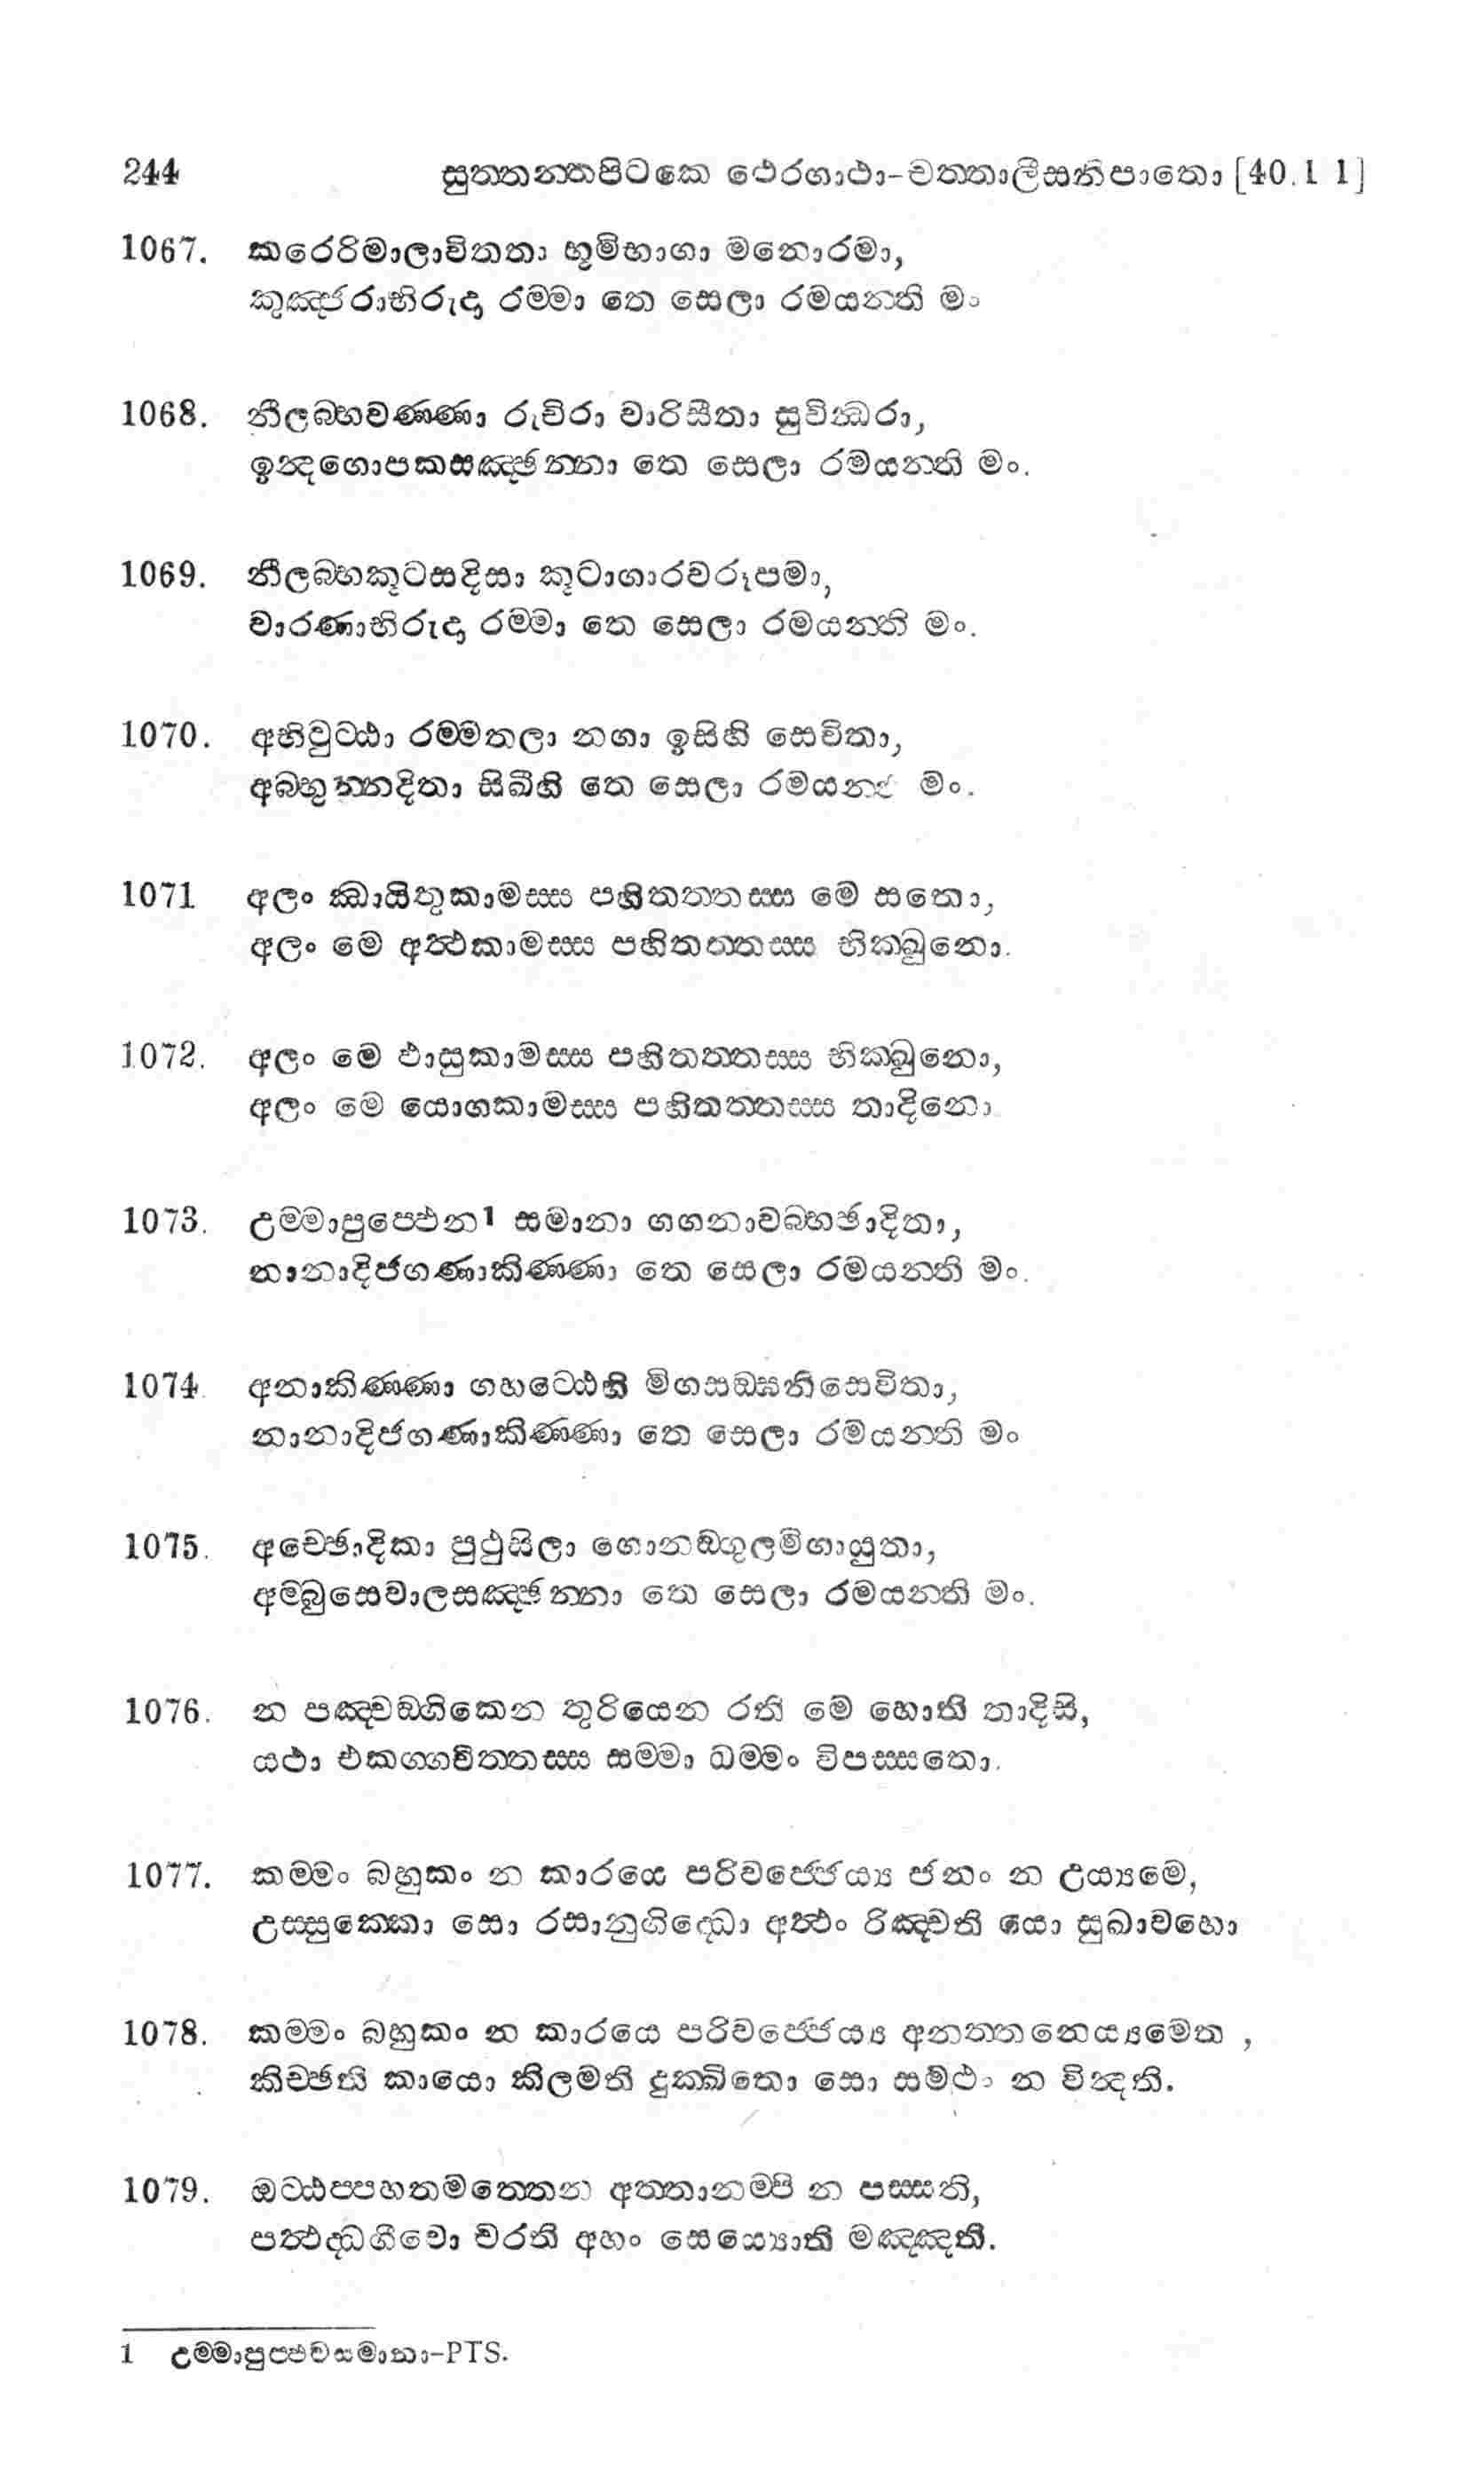 244 සුත්තන්තපිටකෙ ථෙරගාථා-චත්තාලීසනිපාතො [40.1 1]
1067. කරෙරිමාලාවිතතා භූමිභාගා මනොරමා,
කුඤ්ජරාභිරුදා රම්මා තෙ සෙලා රමයන්ති මං
1068. නීලබ්භවණ්ණා රුචිරා වාරිසීතා සුචින්ධරා,
ඉන්දගොපකසඤ්ඡන්නා තෙ සෙලා රමයන්ති මං.
1069. නීලබ්භකූටසදිසා කූටාගාරවරූපමා,
වාරණාභිරුදා රම්මා තෙ සෙලා රමයන්ති මං.
1070. අභිවුට්ඨා රම්මතලා නගා ඉසිභි සෙවිතා,
අබ්භුන්නදිතා සිඛීහි තෙ සෙලා රමයන්ති මං.
1071 අලං ඣායිතුකාමස්ස පහිතත්තස්ස මෙ සතො,
අලං මෙ අත්ථකාමස්ස පහිතත්තස්ස භික්ඛුනො.
1072. අලං මෙ ඵාසුකාමස්ස පහිතත්තස්ස භික්ඛුනො,
අලං මෙ යොගකාමස්ස පහිතත්තස්ස තාදිනො
1073. උම්මාපුප්ඵෙන1 සමානා ගගනාවබ්භඡාදිතා,
නානාදිජගණාකිණ්ණා තෙ සෙලා රමයන්ති මං.
1074. අනාකිණ්ණා ගහට්ඨෙහි මිගසඞ්ඝනිසෙවිතා,
නානාදිජගණාකිණ්ණා තෙ සෙලා රමයන්ති මං
1075. අච්ඡොදිකා පුථුසිලා ගොනඞ්ගුලමිගායුතා,
අම්බුසෙවාලසඤ්ඡන්නා තෙ සෙලා රමයන්ති මං.
1076. න පඤ්චඞ්ගිකෙන තුරියෙන රති මෙ හොති තාදිසි,
යථා එකග්ගචිත්තස්ස සම්මා ධම්මං විපස්සතො.
1077. කම්මං බහුකං න කාරයෙ පරිවජ්ජෙය්‍ය ජනං න උය්‍යමෙ,
උස්සුක්කො සො රසානුගිද්ධො අත්ථං රිඤ්චති යො සුඛාවහො
1078. කම්මං බහුකං න කාරයෙ පරිවජ්ජෙය්‍ය අනත්තනෙය්‍යමෙත ,
කිච්ඡති කායො කිලමති දුක්ඛිතො සො සමථං න වින්දති.
1079. ඔට්ඨප්පහතමත්තෙන අත්තානම්පි න පස්සති,
පත්ථද්ධගීවො චරති අහං සෙය්‍යොති මඤ්ඤති.
1 උම්මාපුප්ඵවසමානා-PTS.